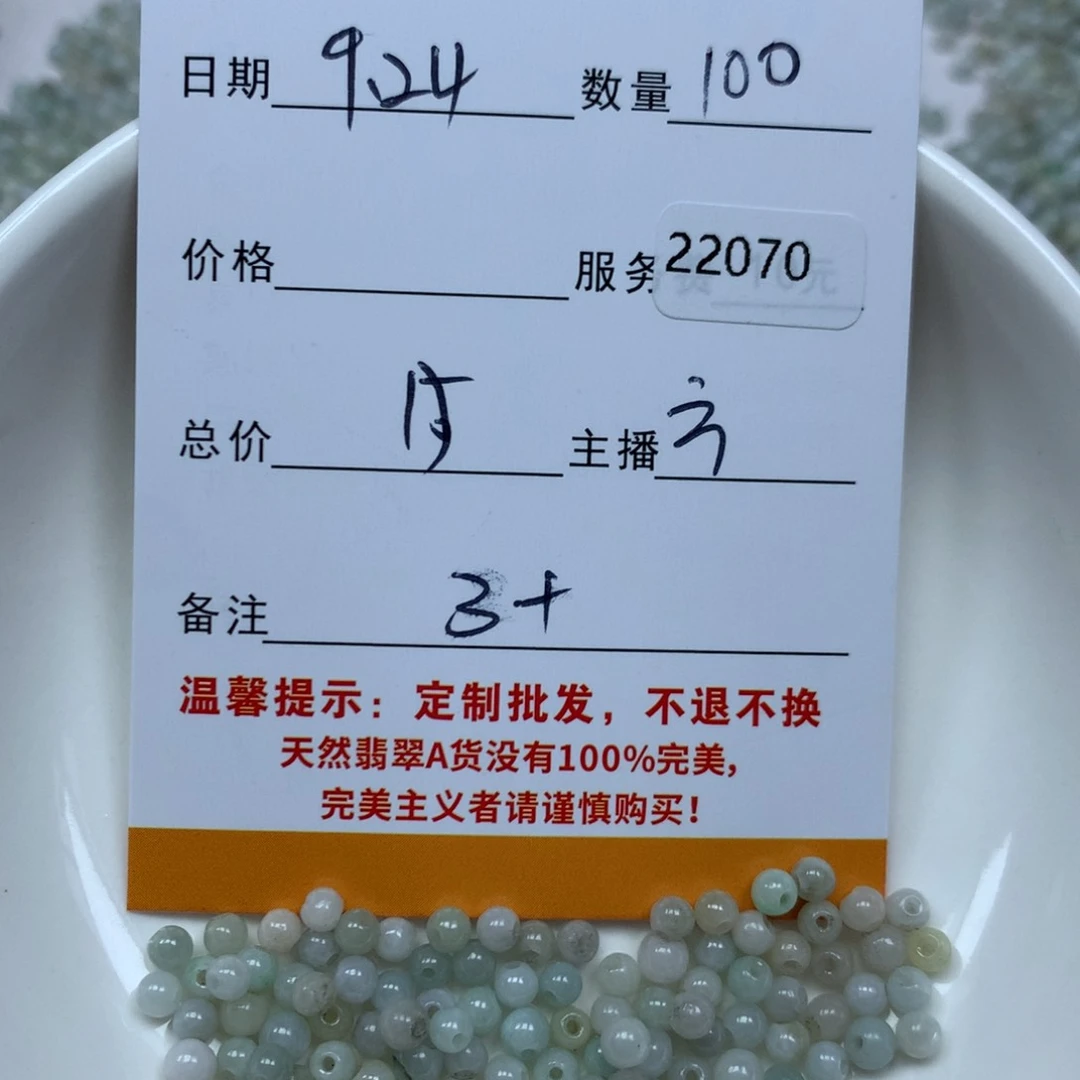 日期 9.24 数量 100
价格 服务 22070
总价 主播
备注 3+
温馨提示：定制批发，不退不换
天然翡翠A货没有100%完美,
完美主义者请谨慎购买！